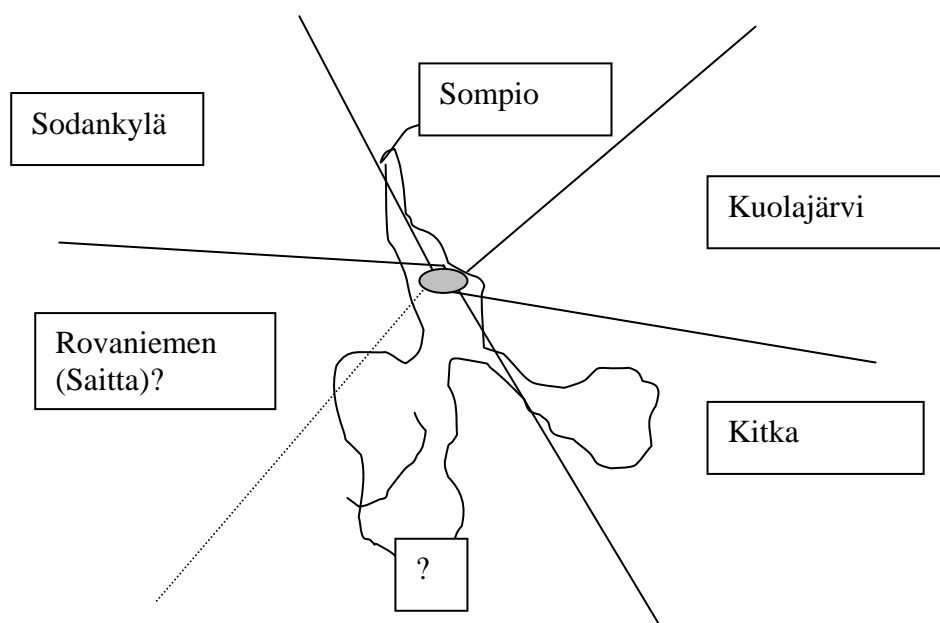 Sompio
Sodankylä
Kuolajärvi
Rovaniemen
(Saitta)?
Kitka
?